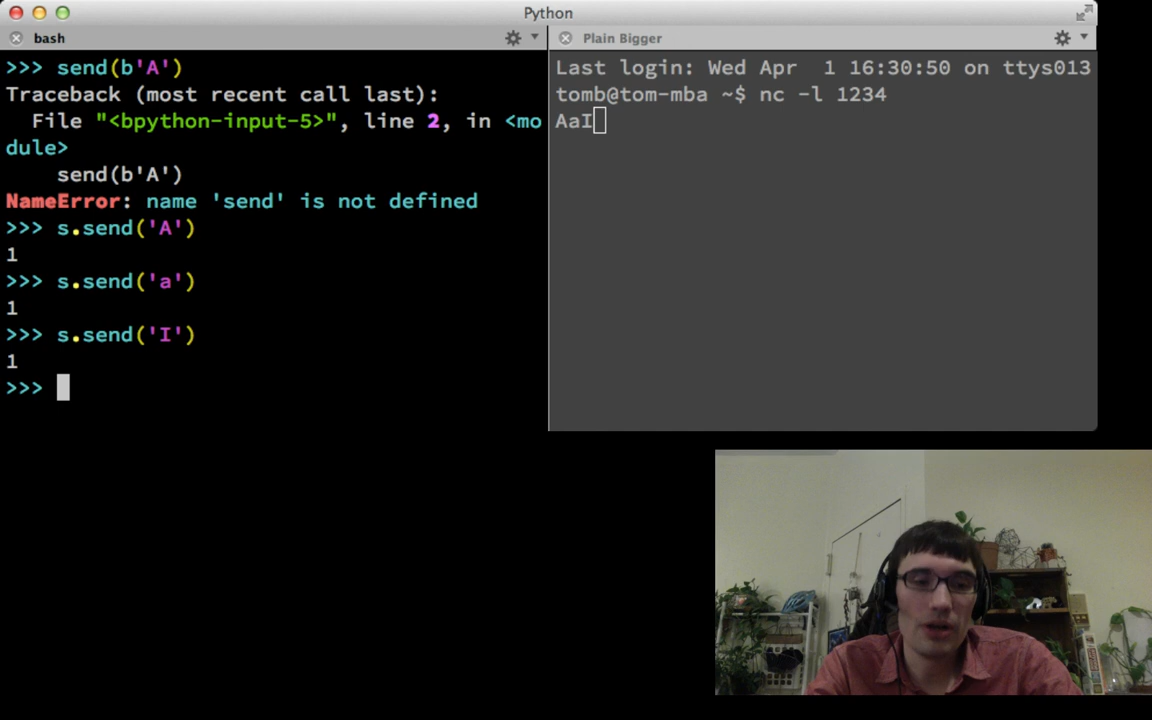 Python
bash
Plain Bigger
>>> send(b'A')
Traceback (most recent call last):
  File "<bpython-input-5>", line 2, in <mo
dule>
    send(b'A')
NameError: name 'send' is not defined
>>> s.send('A')
1
>>> s.send('a')
1
>>> s.send('I')
1
>>>
Last login: Wed Apr  1 16:30:50 on ttys013
tomb@tom-mba ~$ nc -l 1234
AaI